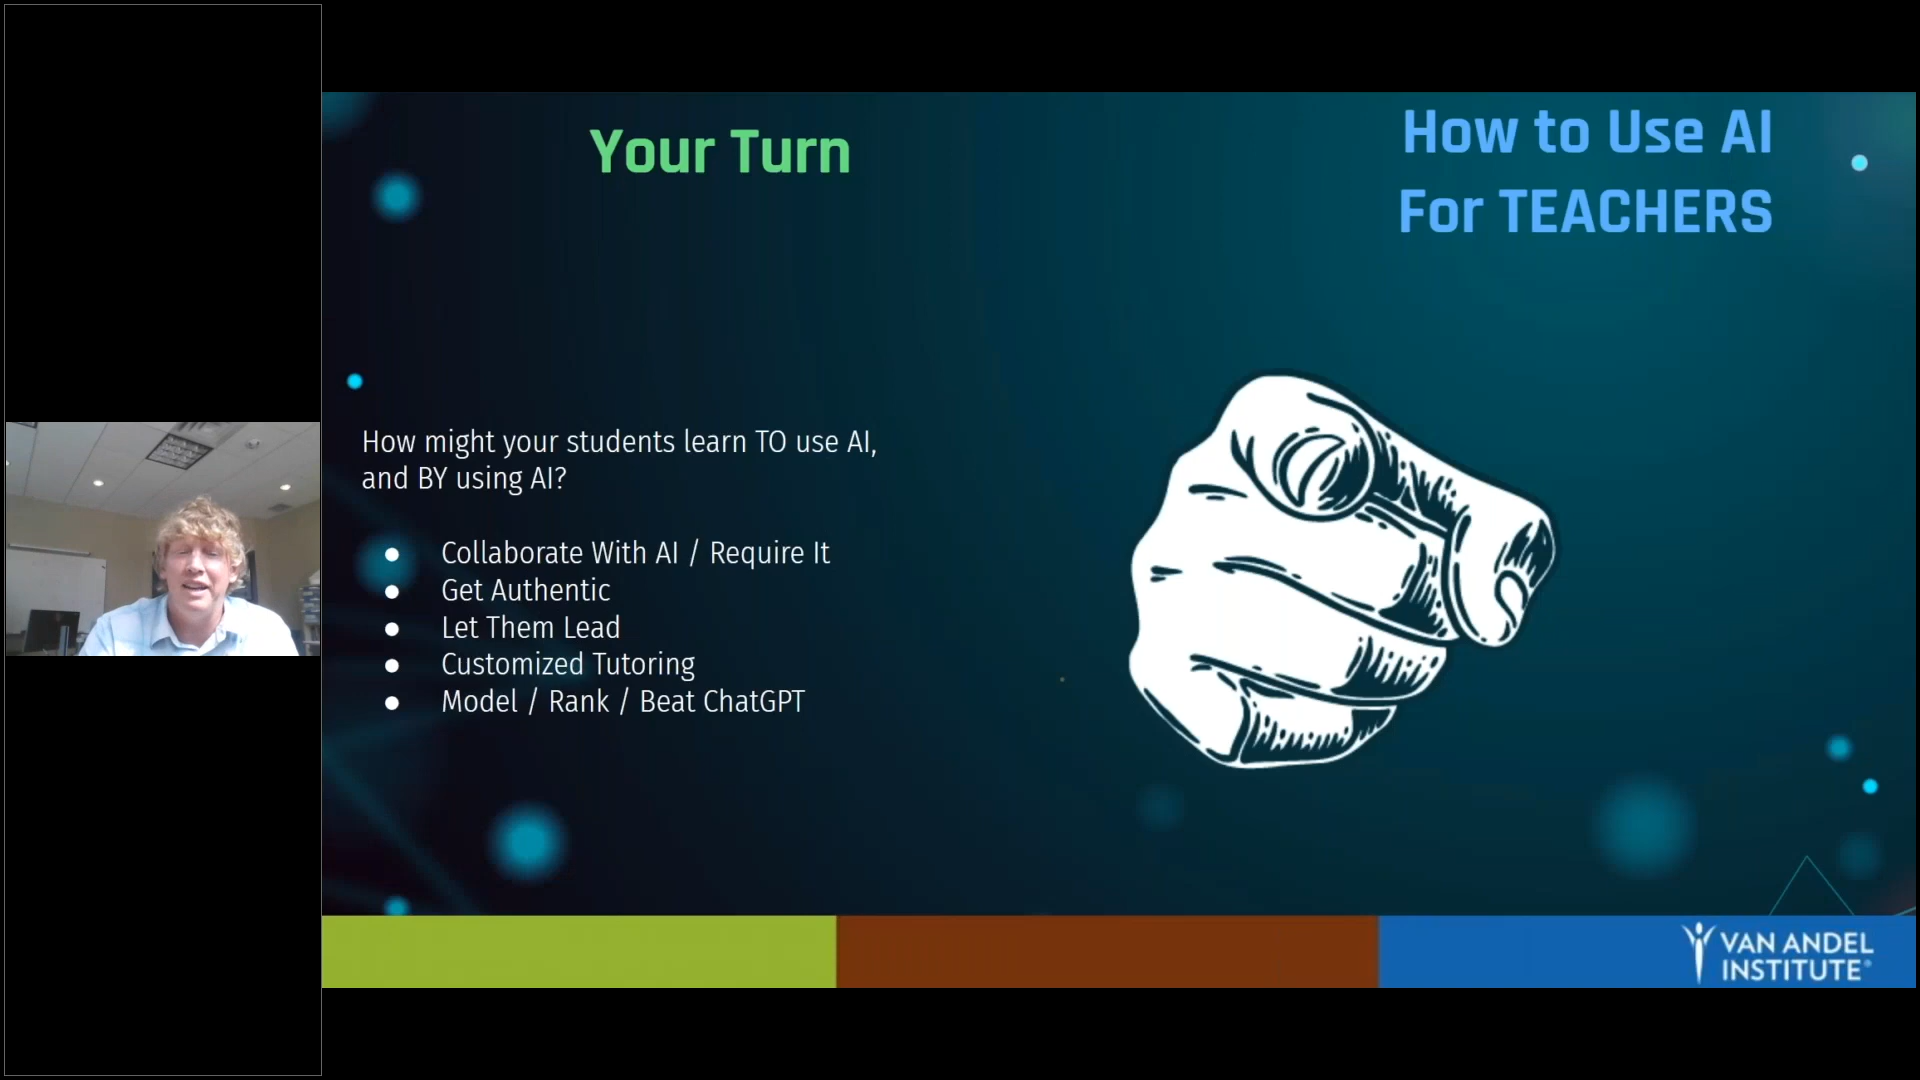 Your Turn
How to Use AI
For TEACHERS
How might your students learn TO use AI,
and BY using AI?
● Collaborate With AI / Require It
● Get Authentic
● Let Them Lead
● Customized Tutoring
● Model / Rank / Beat ChatGPT
VAN ANDEL
INSTITUTE®